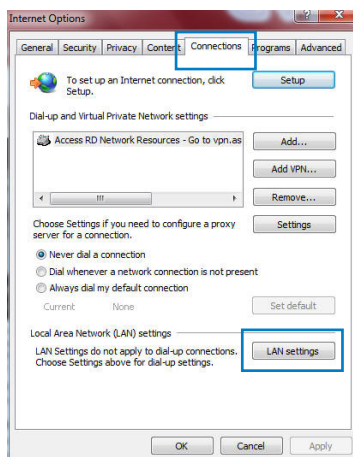 Internet Options
General Security Privacy Content Connections Programs Advanced
To set up an Internet connection, click
Setup.
Setup
Dial-up and Virtual Private Network settings
Access RD Network Resources - Go to vpn.as
Add...
Add VPN...
Remove...
Choose Settings if you need to configure a proxy
server for a connection.
Settings
Never dial a connection
Dial whenever a network connection is not present
Always dial my default connection
Current None
Set default
Local Area Network (LAN) settings
LAN Settings do not apply to dial-up connections.
Choose Settings above for dial-up settings.
LAN settings
OK Cancel Apply